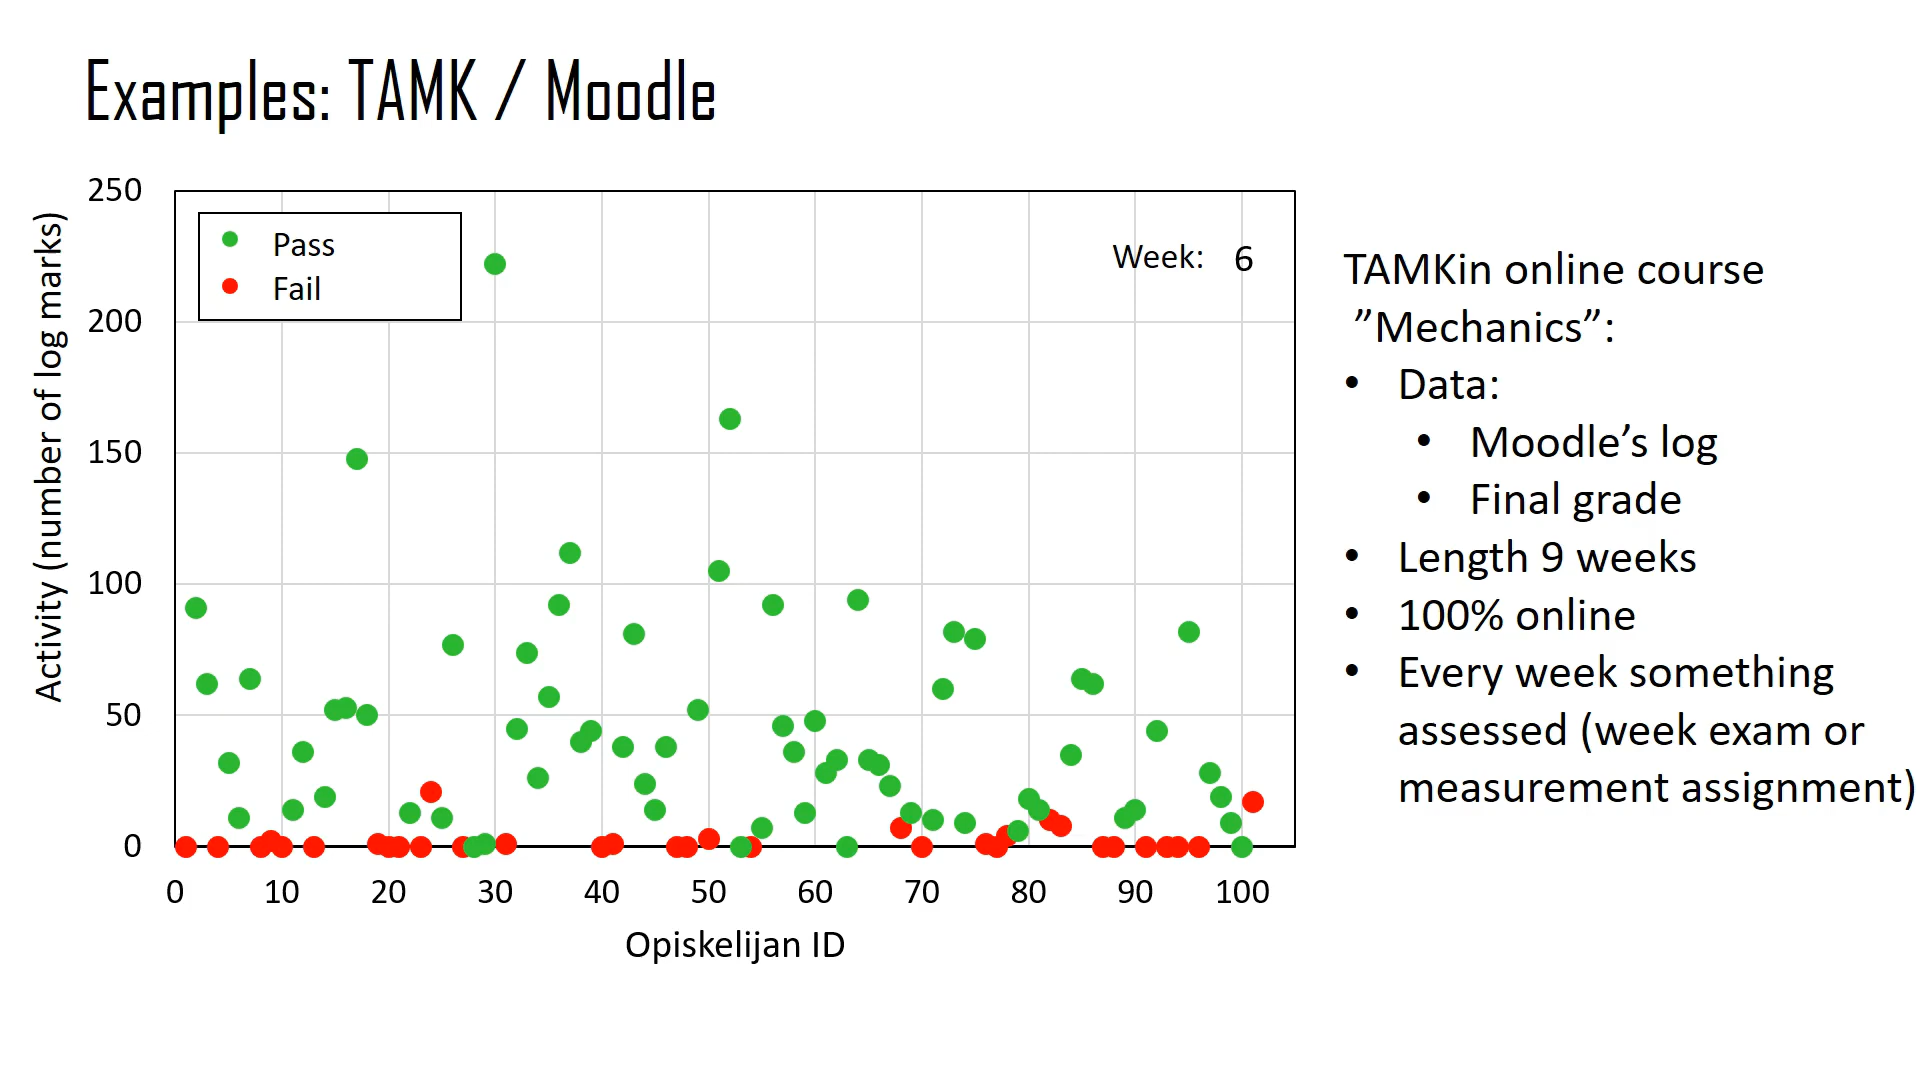 Examples: TAMK / Moodle
250
200
150
100
50
0
Activity (number of log marks)
Pass
Fail
Week: 6
0 10 20 30 40 50 60 70 80 90 100
Opiskelijan ID
TAMKin online course
”Mechanics”:
• Data:
• Moodle’s log
• Final grade
• Length 9 weeks
• 100% online
• Every week something
assessed (week exam or
measurement assignment)